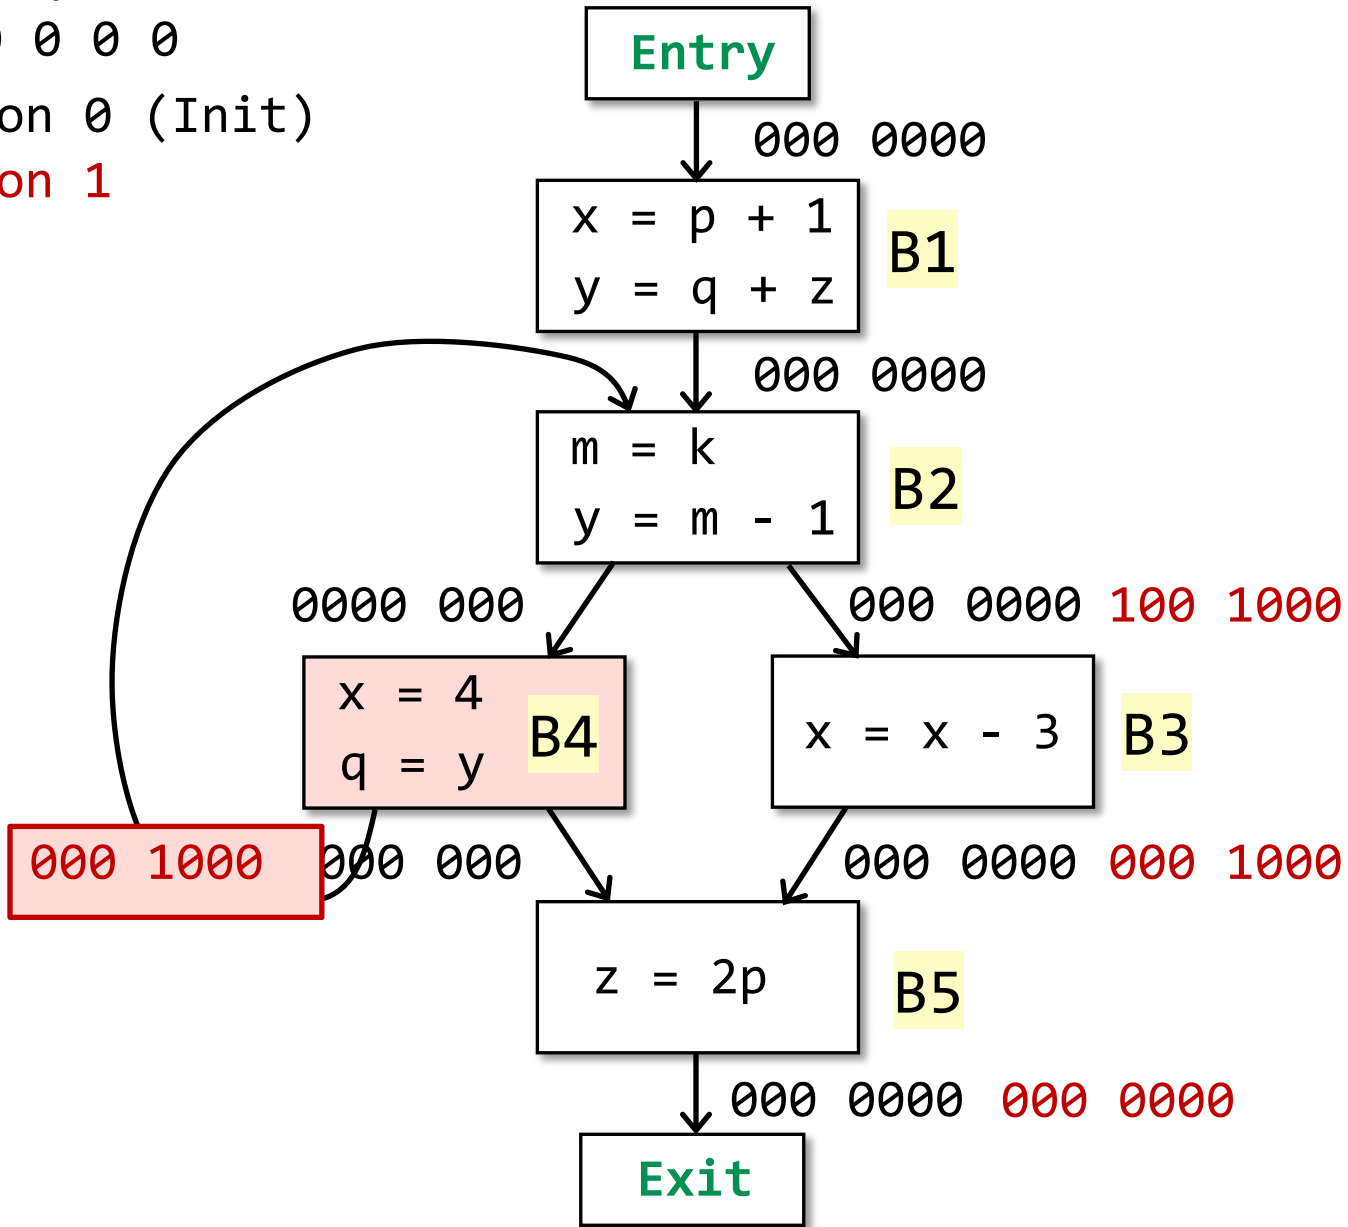 0 0 0
on 0 (Init)
on 1
Entry
000 0000
x = p + 1
y = q + z
B1
000 0000
m = k
y = m - 1
B2
0000 000
000 0000 100 1000
x = 4
q = y
B4
x = x - 3
B3
000 1000
000 000
000 0000 000 1000
z = 2p
B5
000 0000 000 0000
Exit